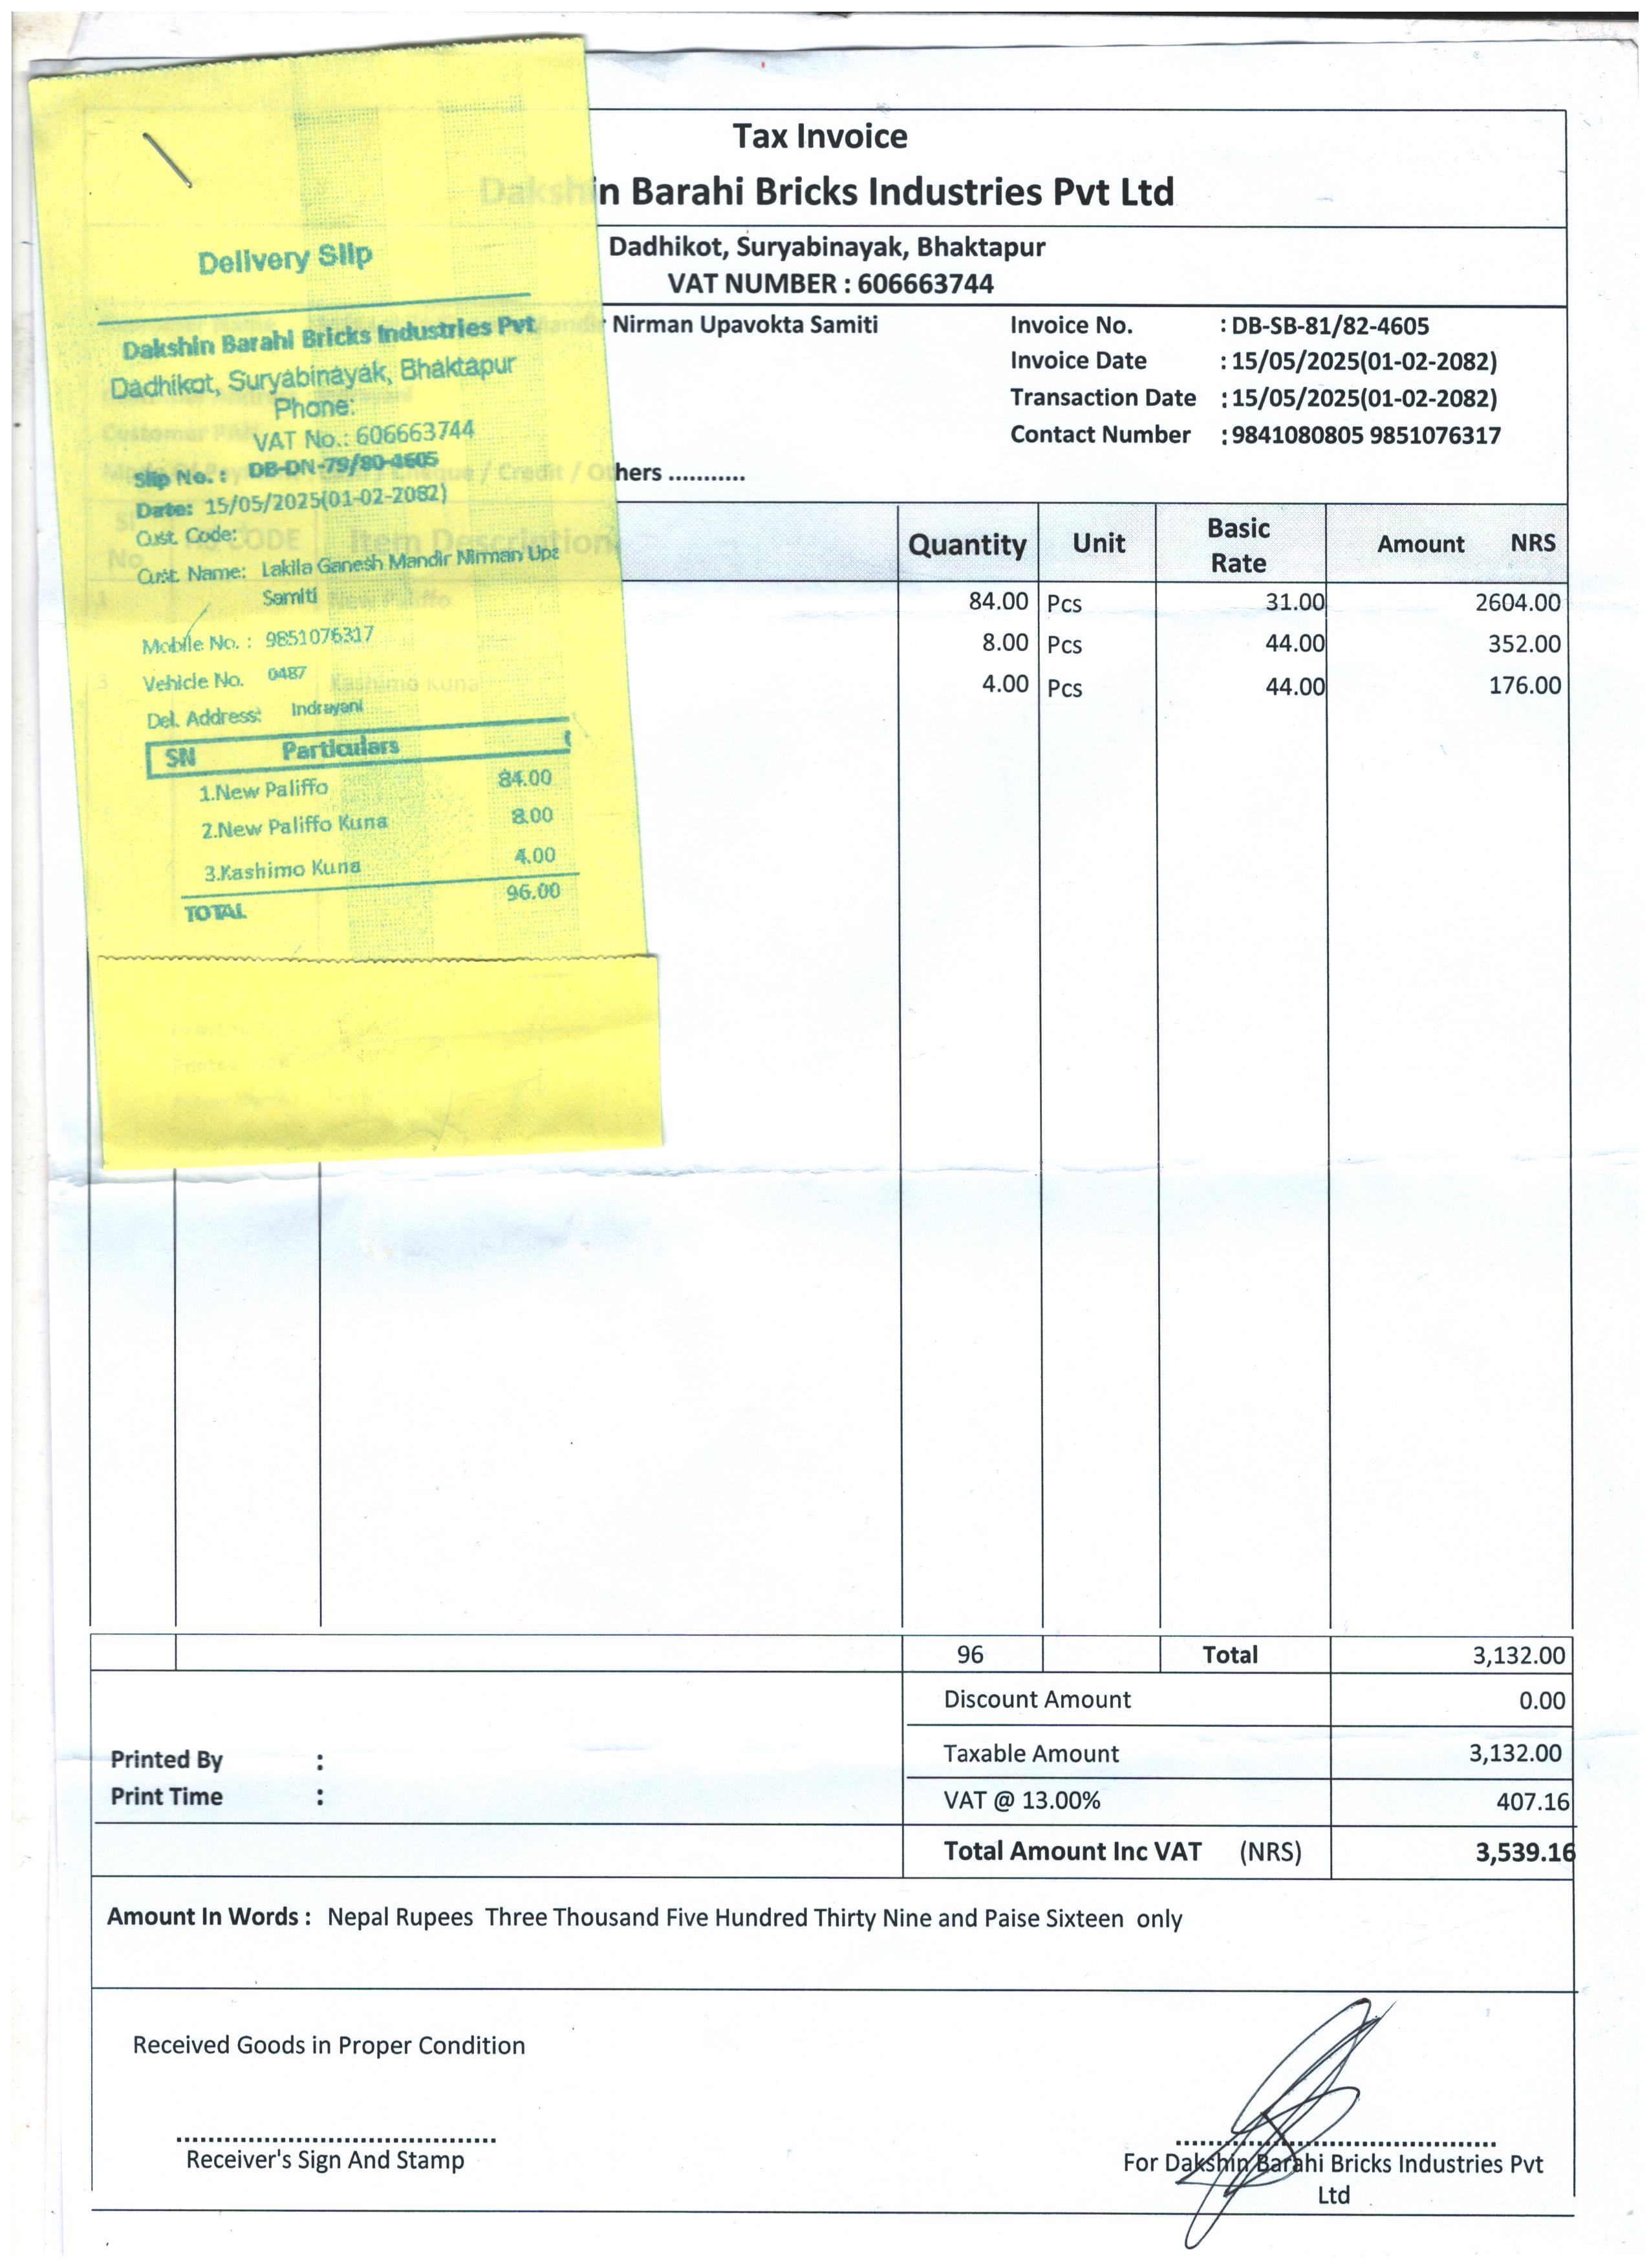 Tax Invoice
Dakshin Barahi Bricks Industries Pvt Ltd
Dadhikot, Suryabinayak, Bhaktapur
VAT NUMBER : 606663744
Nirman Upavokta Samiti
Invoice No. : DB-SB-81/82-4605
Invoice Date : 15/05/2025(01-02-2082)
Transaction Date : 15/05/2025(01-02-2082)
Contact Number : 9841080805 9851076317
/ Credit / Others ...........
Delivery Slip
Dakshin Barahi Bricks Industries Pvt
Dadhikot, Suryabinayak, Bhaktapur
Phone:
VAT No.: 606663744
Slip No. : DB-DN-79/80-4605
Date: 15/05/2025(01-02-2082)
Cust. Code:
Cust. Name: Lakila Ganesh Mandir Nirman Upa
Samiti
Mobile No. : 9851076317
Vehicle No. 0487
Del. Address: Indrayani
SN Particulars
1.New Paliffo 84.00
2.New Paliffo Kuna 8.00
3.Kashimo Kuna 4.00
TOTAL 96.00
Item Description Quantity Unit Basic Rate Amount NRS
New Paliffo 84.00 Pcs 31.00 2604.00
8.00 Pcs 44.00 352.00
3 Kashimo Kuna 4.00 Pcs 44.00 176.00
96 Total 3,132.00
Discount Amount 0.00
Taxable Amount 3,132.00
VAT @ 13.00% 407.16
Total Amount Inc VAT (NRS) 3,539.16
Printed By :
Print Time :
Amount In Words : Nepal Rupees Three Thousand Five Hundred Thirty Nine and Paise Sixteen only
Received Goods in Proper Condition
Receiver's Sign And Stamp
For Dakshin Barahi Bricks Industries Pvt
Ltd